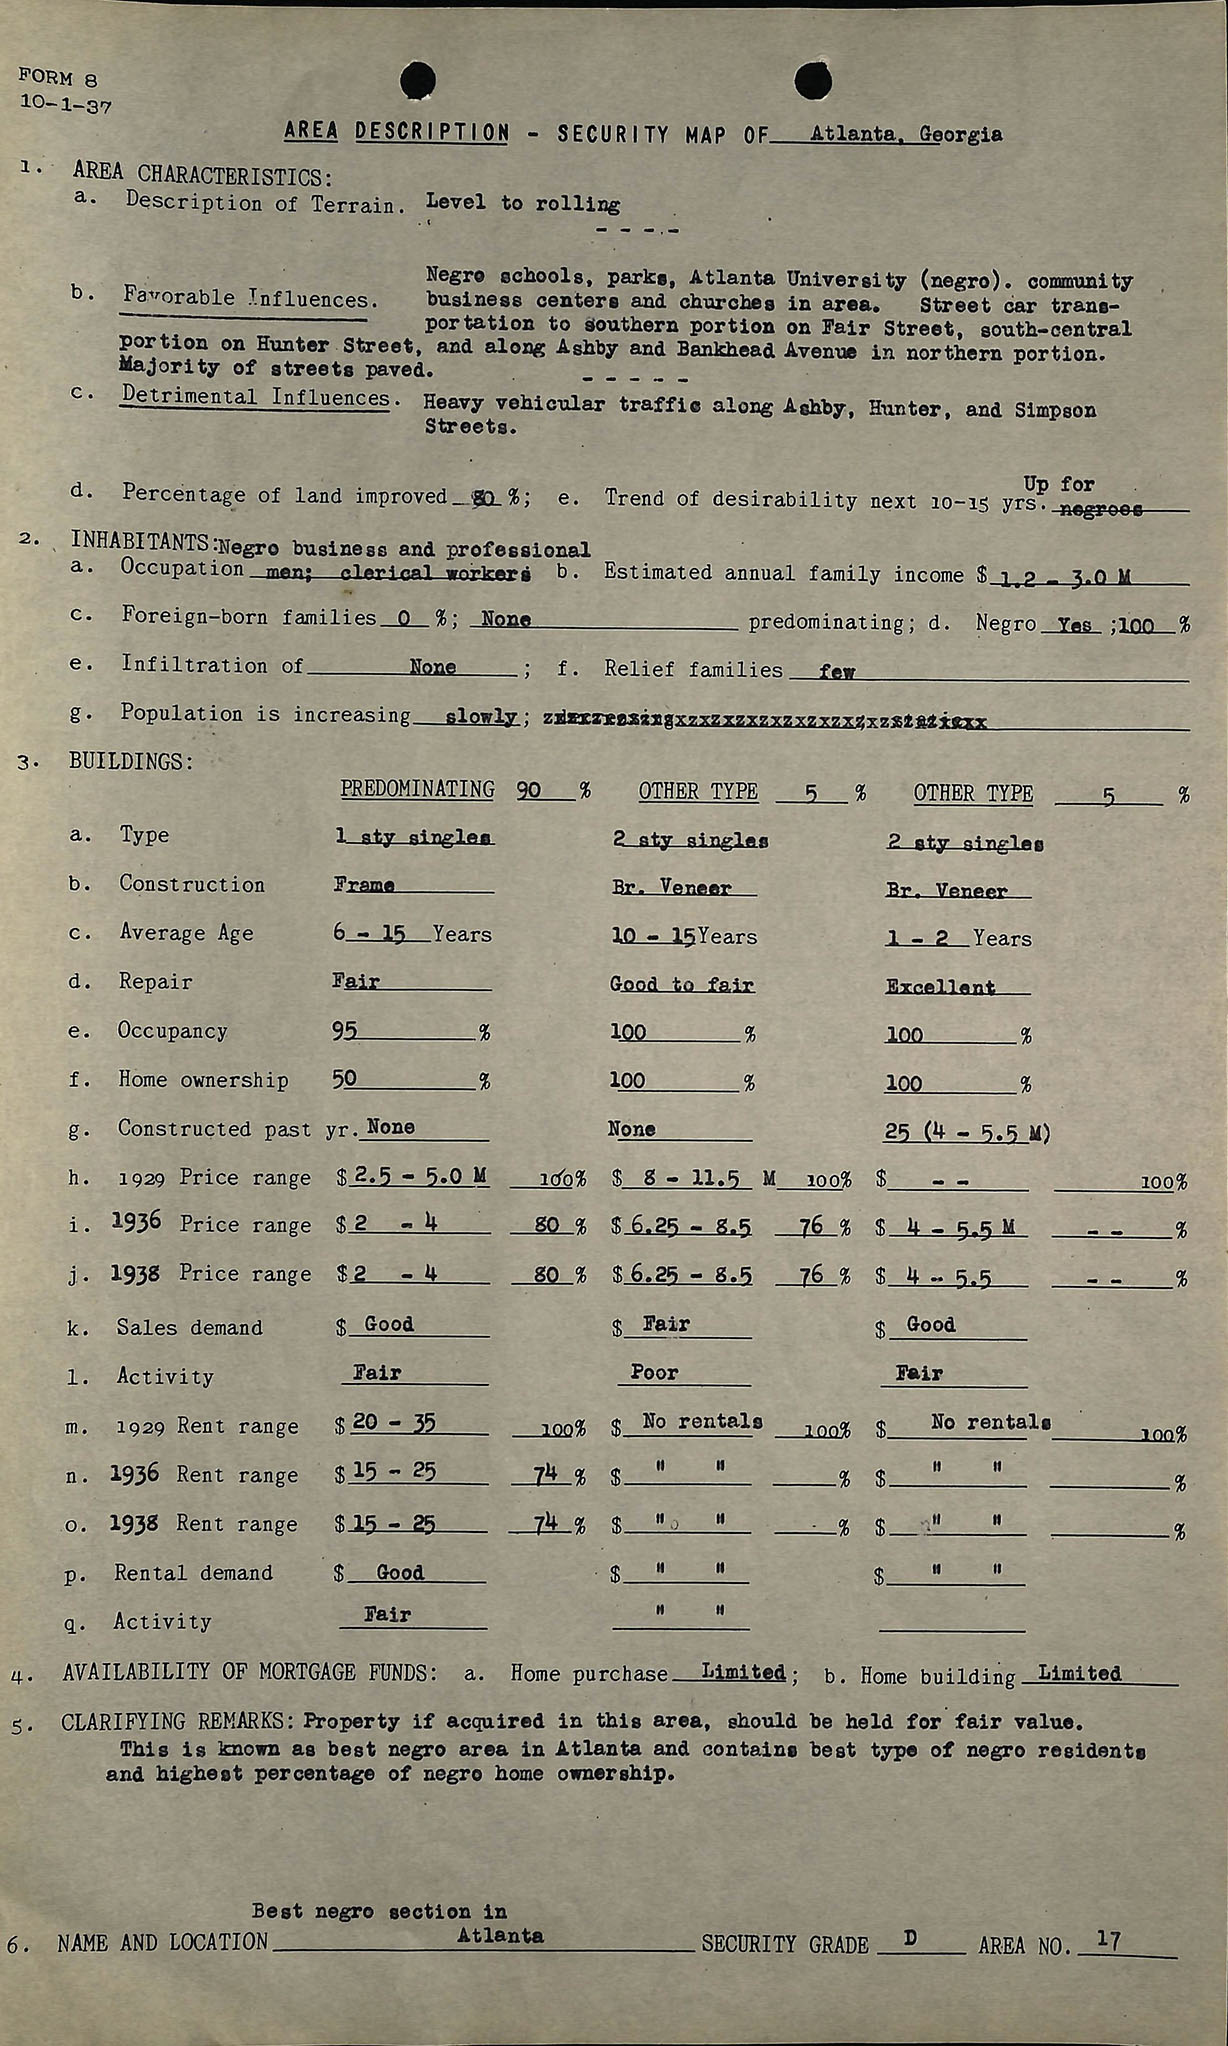 FORM 8
10-1-37
AREA DESCRIPTION - SECURITY MAP OF Atlanta, Georgia
1. AREA CHARACTERISTICS:
a. Description of Terrain. Level to rolling
- - - - -
b. Favorable Influences. Negro schools, parks, Atlanta University (negro). community
business centers and churches in area. Street car trans-
portation to southern portion on Fair Street, south-central
portion on Hunter Street, and along Ashby and Bankhead Avenue in northern portion.
Majority of streets paved.
- - - - -
c. Detrimental Influences. Heavy vehicular traffic along Ashby, Hunter, and Simpson
Streets.
d. Percentage of land improved 80 %; e. Trend of desirability next 10-15 yrs. Up for
negroes
2. INHABITANTS: Negro business and professional
a. Occupation men; clerical workers b. Estimated annual family income $ 1.2 - 3.0 M
c. Foreign-born families 0 %; None predominating; d. Negro Yes ;100 %
e. Infiltration of None ; f. Relief families few
g. Population is increasing slowly;
3. BUILDINGS:
PREDOMINATING 90 % OTHER TYPE 5 % OTHER TYPE 5 %
a. Type 1 sty singles 2 sty singles 2 sty singles
b. Construction Frame Br. Veneer Br. Veneer
c. Average Age 6 - 15 Years 10 - 15 Years 1 - 2 Years
d. Repair Fair Good to fair Excellent
e. Occupancy 95 % 100 % 100 %
f. Home ownership 50 % 100 % 100 %
g. Constructed past yr. None None 25 (4 - 5.5 M)
h. 1929 Price range $ 2.5 - 5.0 M 100% $ 8 - 11.5 M 100% $ - - 100%
i. 1936 Price range $ 2 - 4 80 % $ 6.25 - 8.5 76 % $ 4 - 5.5 M - - %
j. 1938 Price range $ 2 - 4 80 % $ 6.25 - 8.5 76 % $ 4 - 5.5 - - %
k. Sales demand $ Good $ Fair $ Good
l. Activity Fair Poor Fair
m. 1929 Rent range $ 20 - 35 100% $ No rentals 100% $ No rentals 100%
n. 1936 Rent range $ 15 - 25 74 % $ " " % $ " " %
o. 1938 Rent range $ 15 - 25 74 % $ " " % $ " " %
p. Rental demand $ Good $ " " $ " "
q. Activity Fair " "
4. AVAILABILITY OF MORTGAGE FUNDS: a. Home purchase Limited; b. Home building Limited
5. CLARIFYING REMARKS: Property if acquired in this area, should be held for fair value.
This is known as best negro area in Atlanta and contains best type of negro residents
and highest percentage of negro home ownership.
Best negro section in
6. NAME AND LOCATION Atlanta SECURITY GRADE D AREA NO. 17